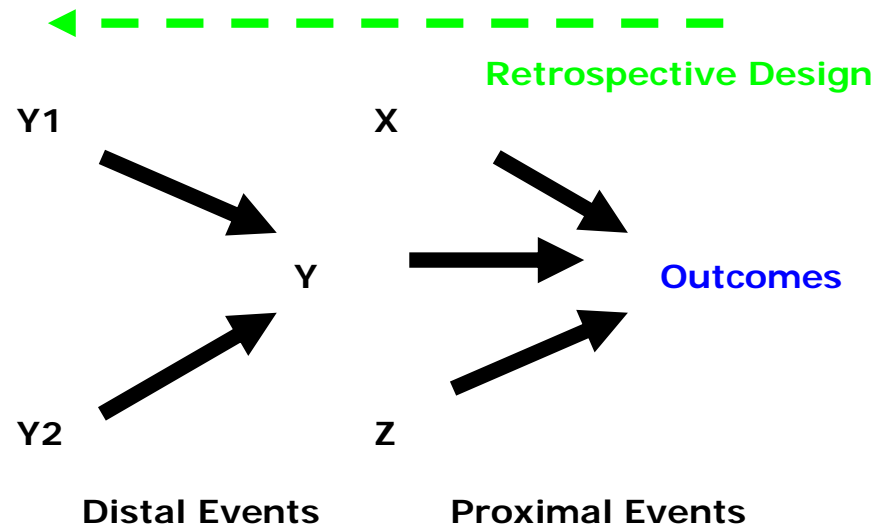 Retrospective Design
Y1 X
Y Outcomes
Y2 Z
Distal Events Proximal Events